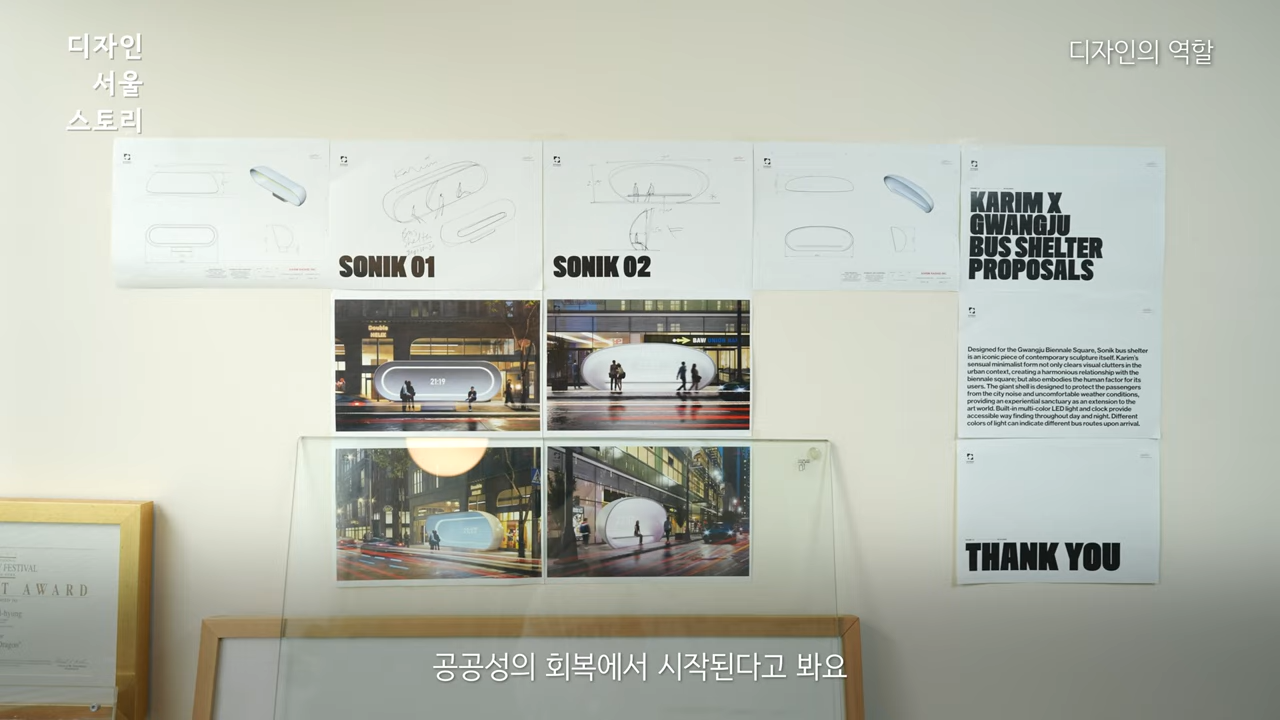 디자인
서울
스토리
디자인의 역할
SONIK 01
SONIK 02
KARIM X
GWANGJU
BUS SHELTER
PROPOSALS
Double
HELIX
21:19
Designed for the Gwangju Biennale Square, Sonik bus shelter
is an iconic piece of contemporary sculpture itself. Karim's
sensual minimalist form not only clears visual clutters in the
urban context, creating a harmonious relationship with the
biennale square; but also embodies the human factor for its
users. The giant shell is designed to protect the passengers
from the city noise and uncomfortable weather conditions,
providing an experiential sanctuary as an extension to the
art world. Built-in multi-color LED light and clock provide
accessible way finding throughout day and night. Different
colors of light can indicate different bus routes upon arrival.
THANK YOU
FESTIVAL
T AWARD
공공성의 회복에서 시작된다고 봐요